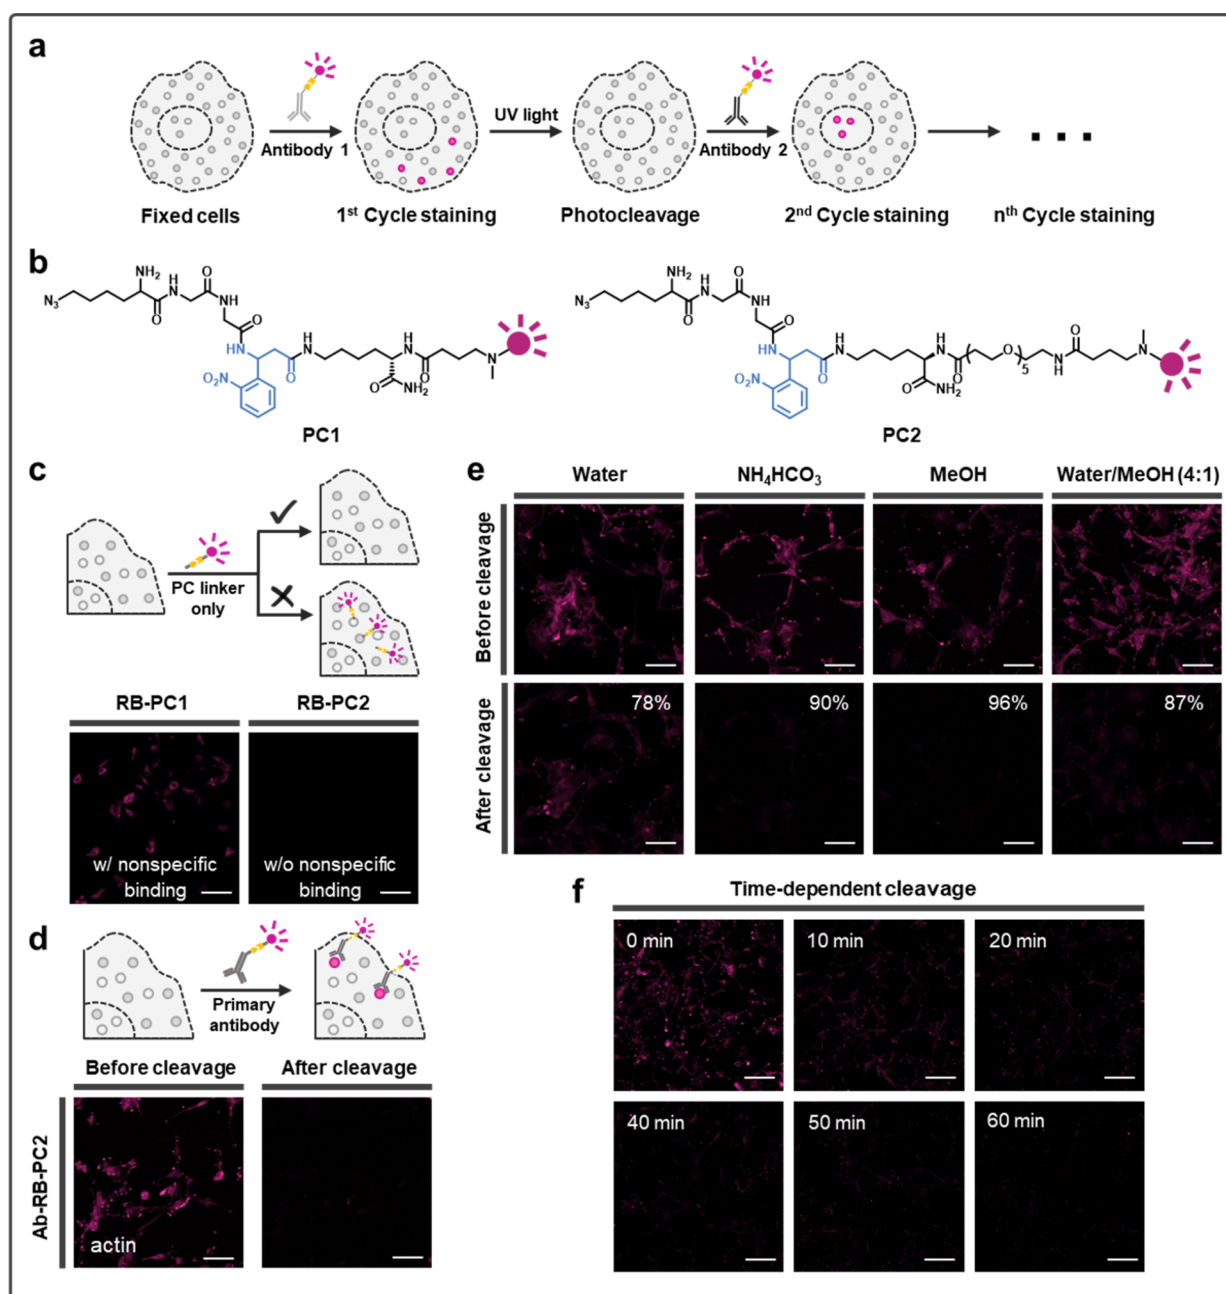 a
Antibody 1
UV light
Antibody 2
Fixed cells
1st Cycle staining
Photocleavage
2nd Cycle staining
nth Cycle staining
b
N3
NH2
O
H
N
O
NH
O
HN
O2N
O
H
N
O
NH2
H
N
O
N
PC1
N3
NH2
O
H
N
O
NH
O
HN
O2N
O
H
N
O
NH2
H
N
O
O
5
NH
O
N
PC2
c
PC linker
only
RB-PC1
RB-PC2
w/ nonspecific
binding
w/o nonspecific
binding
d
Primary
antibody
Before cleavage
After cleavage
Ab-RB-PC2
actin
e
Water
NH4HCO3
MeOH
Water/MeOH (4:1)
Before cleavage
After cleavage
78%
90%
96%
87%
f
Time-dependent cleavage
0 min
10 min
20 min
40 min
50 min
60 min